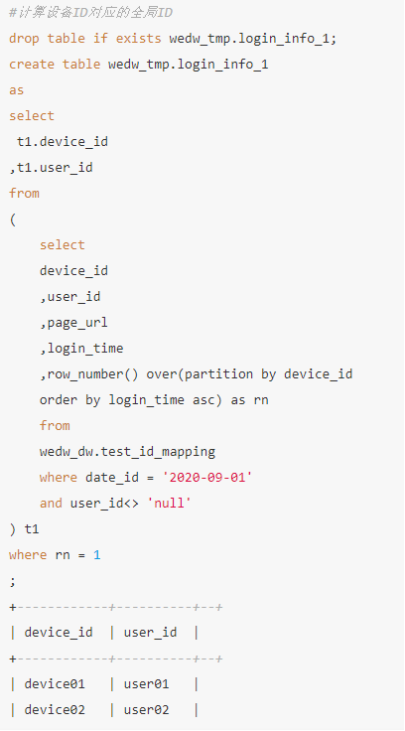 #计算设备ID对应的全局ID
drop table if exists wedw_tmp.login_info_1;
create table wedw_tmp.login_info_1
as
select
 t1.device_id
,t1.user_id
from
(
    select
    device_id
    ,user_id
    ,page_url
    ,login_time
    ,row_number() over(partition by device_id
    order by login_time asc) as rn
    from
    wedw_dw.test_id_mapping
    where date_id = '2020-09-01'
    and user_id<> 'null'
) t1
where rn = 1
;
+------------+----------+--+
| device_id  | user_id  |
+------------+----------+--+
| device01   | user01   |
| device02   | user02   |